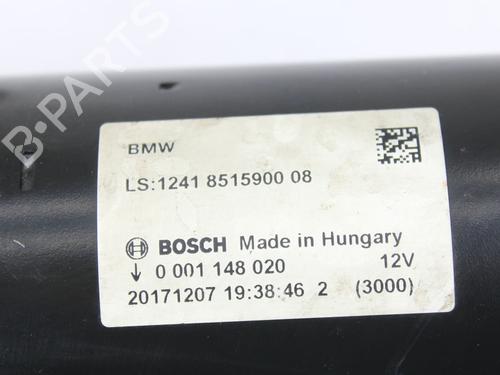 B-PARTS
BMW
LS:1241 8515900 08
BOSCH Made in Hungary
↓ 0 001 148 020 12V
20171207 19:38:46 2 (3000)